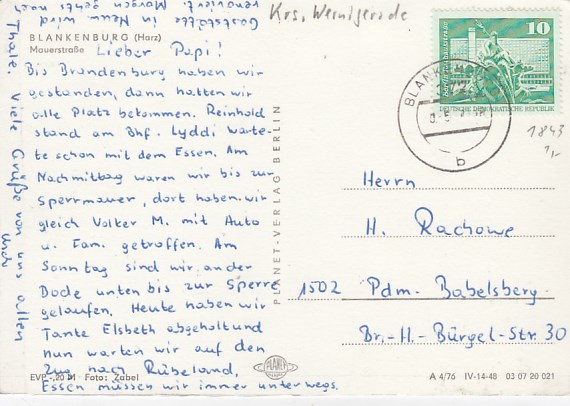 Krs. Wernigerode
BLANKENBURG (Harz)
Mauerstraße
Lieber Papi!
Bis Brandenburg haben wir
gestanden, dann hatten wir
alle Platz bekommen. Reinhold
stand am Bhf. Lyddi warte-
te schon mit dem Essen. Am
Nachmittag waren wir bis zur
Sperrmauer, dort haben wir
gleich Volker M. mit Auto
u. Fam. getroffen. Am
Sonntag sind wir an der
Bode unten bis zur Sperre
gelaufen. Heute haben wir
Tante Elsbeth abgeholt und
nun warten wir auf den
Zug nach Rübeland,
Essen müssen wir immer unterwegs.
Gaststätte in Neuw. wird
renoviert. Morgen geht's nach
Thale. Viele Grüße von uns allen
EVP -,20 M Foto: Zabel
PLANET-VERLAG BERLIN
PLANET
A 4/76 IV-14-48 03 07 20 021
10
DEUTSCHE DEMOKRATISCHE REPUBLIK
BLANKENBURG
b
1843
1,-
Herrn
H. Rachowe
1502 Pdm. Babelsberg
Br.-H.-Bürgel-Str. 30